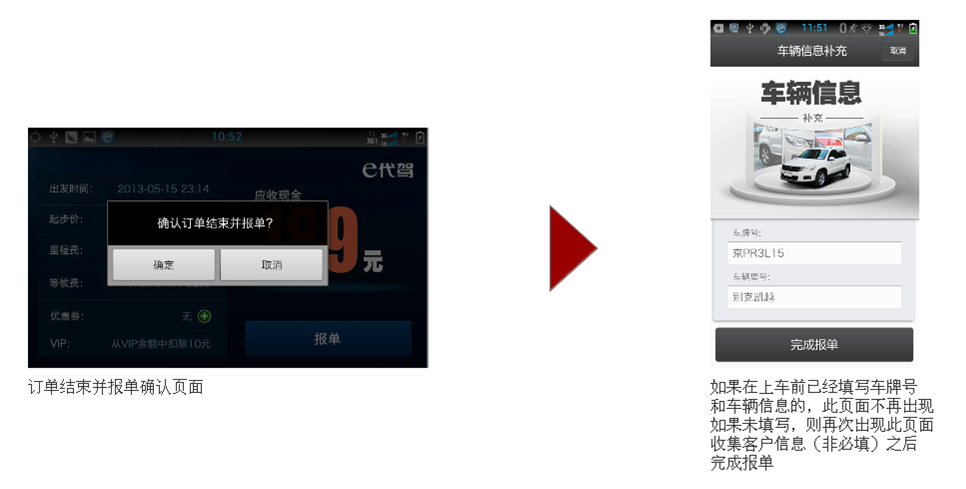 10:52
e代驾
出发时间: 2013-05-15 23:14
应收现金
起步价:
确认订单结束并报单?
里程费:
9元
确定 取消
等候费:
优惠券: 无
报单
VIP: 从VIP余额中扣除10元
订单结束并报单确认页面
11:51
车辆信息补充 取消
车辆信息
补充
车牌号:
京PR3L15
车辆型号:
别克凯越
完成报单
如果在上车前已经填写车牌号
和车辆信息的，此页面不再出现
如果未填写，则再次出现此页面
收集客户信息（非必填）之后
完成报单